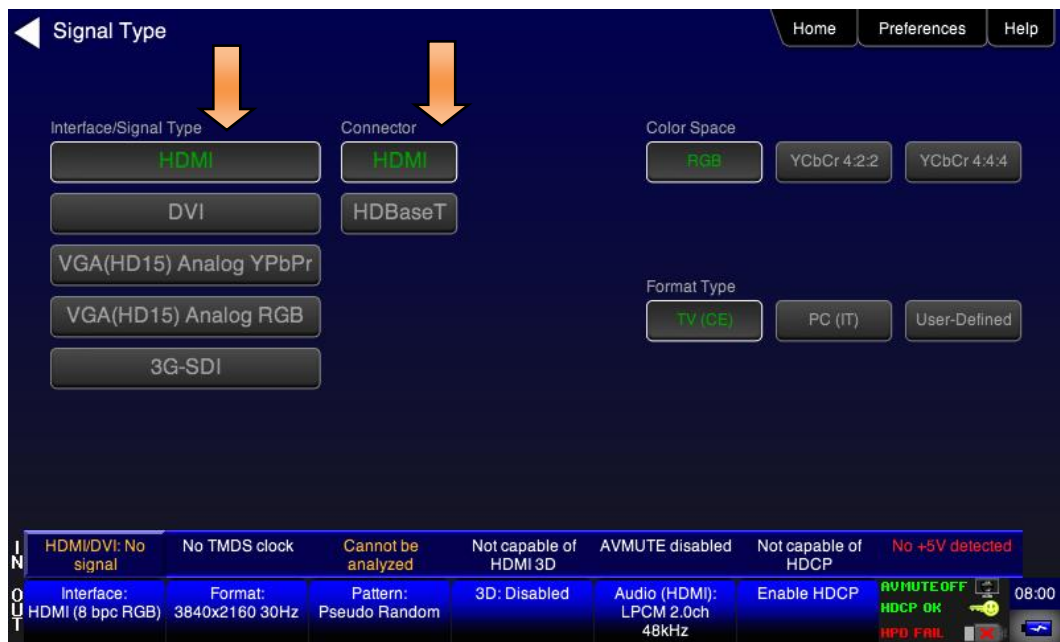 Signal Type
Home
Preferences
Help
Interface/Signal Type
Connector
Color Space
HDMI
HDMI
RGB
YCbCr 4:2:2
YCbCr 4:4:4
DVI
HDBaseT
VGA(HD15) Analog YPbPr
Format Type
VGA(HD15) Analog RGB
TV (CE)
PC (IT)
User-Defined
3G-SDI
IN
HDMI/DVI: No
signal
No TMDS clock
Cannot be
analyzed
Not capable of
HDMI 3D
AVMUTE disabled
Not capable of
HDCP
No +5V detected
OUT
Interface:
HDMI (8 bpc RGB)
Format:
3840x2160 30Hz
Pattern:
Pseudo Random
3D: Disabled
Audio (HDMI):
LPCM 2.0ch
48kHz
Enable HDCP
AVMUTEOFF
HDCP OK
HPD FAIL
08:00